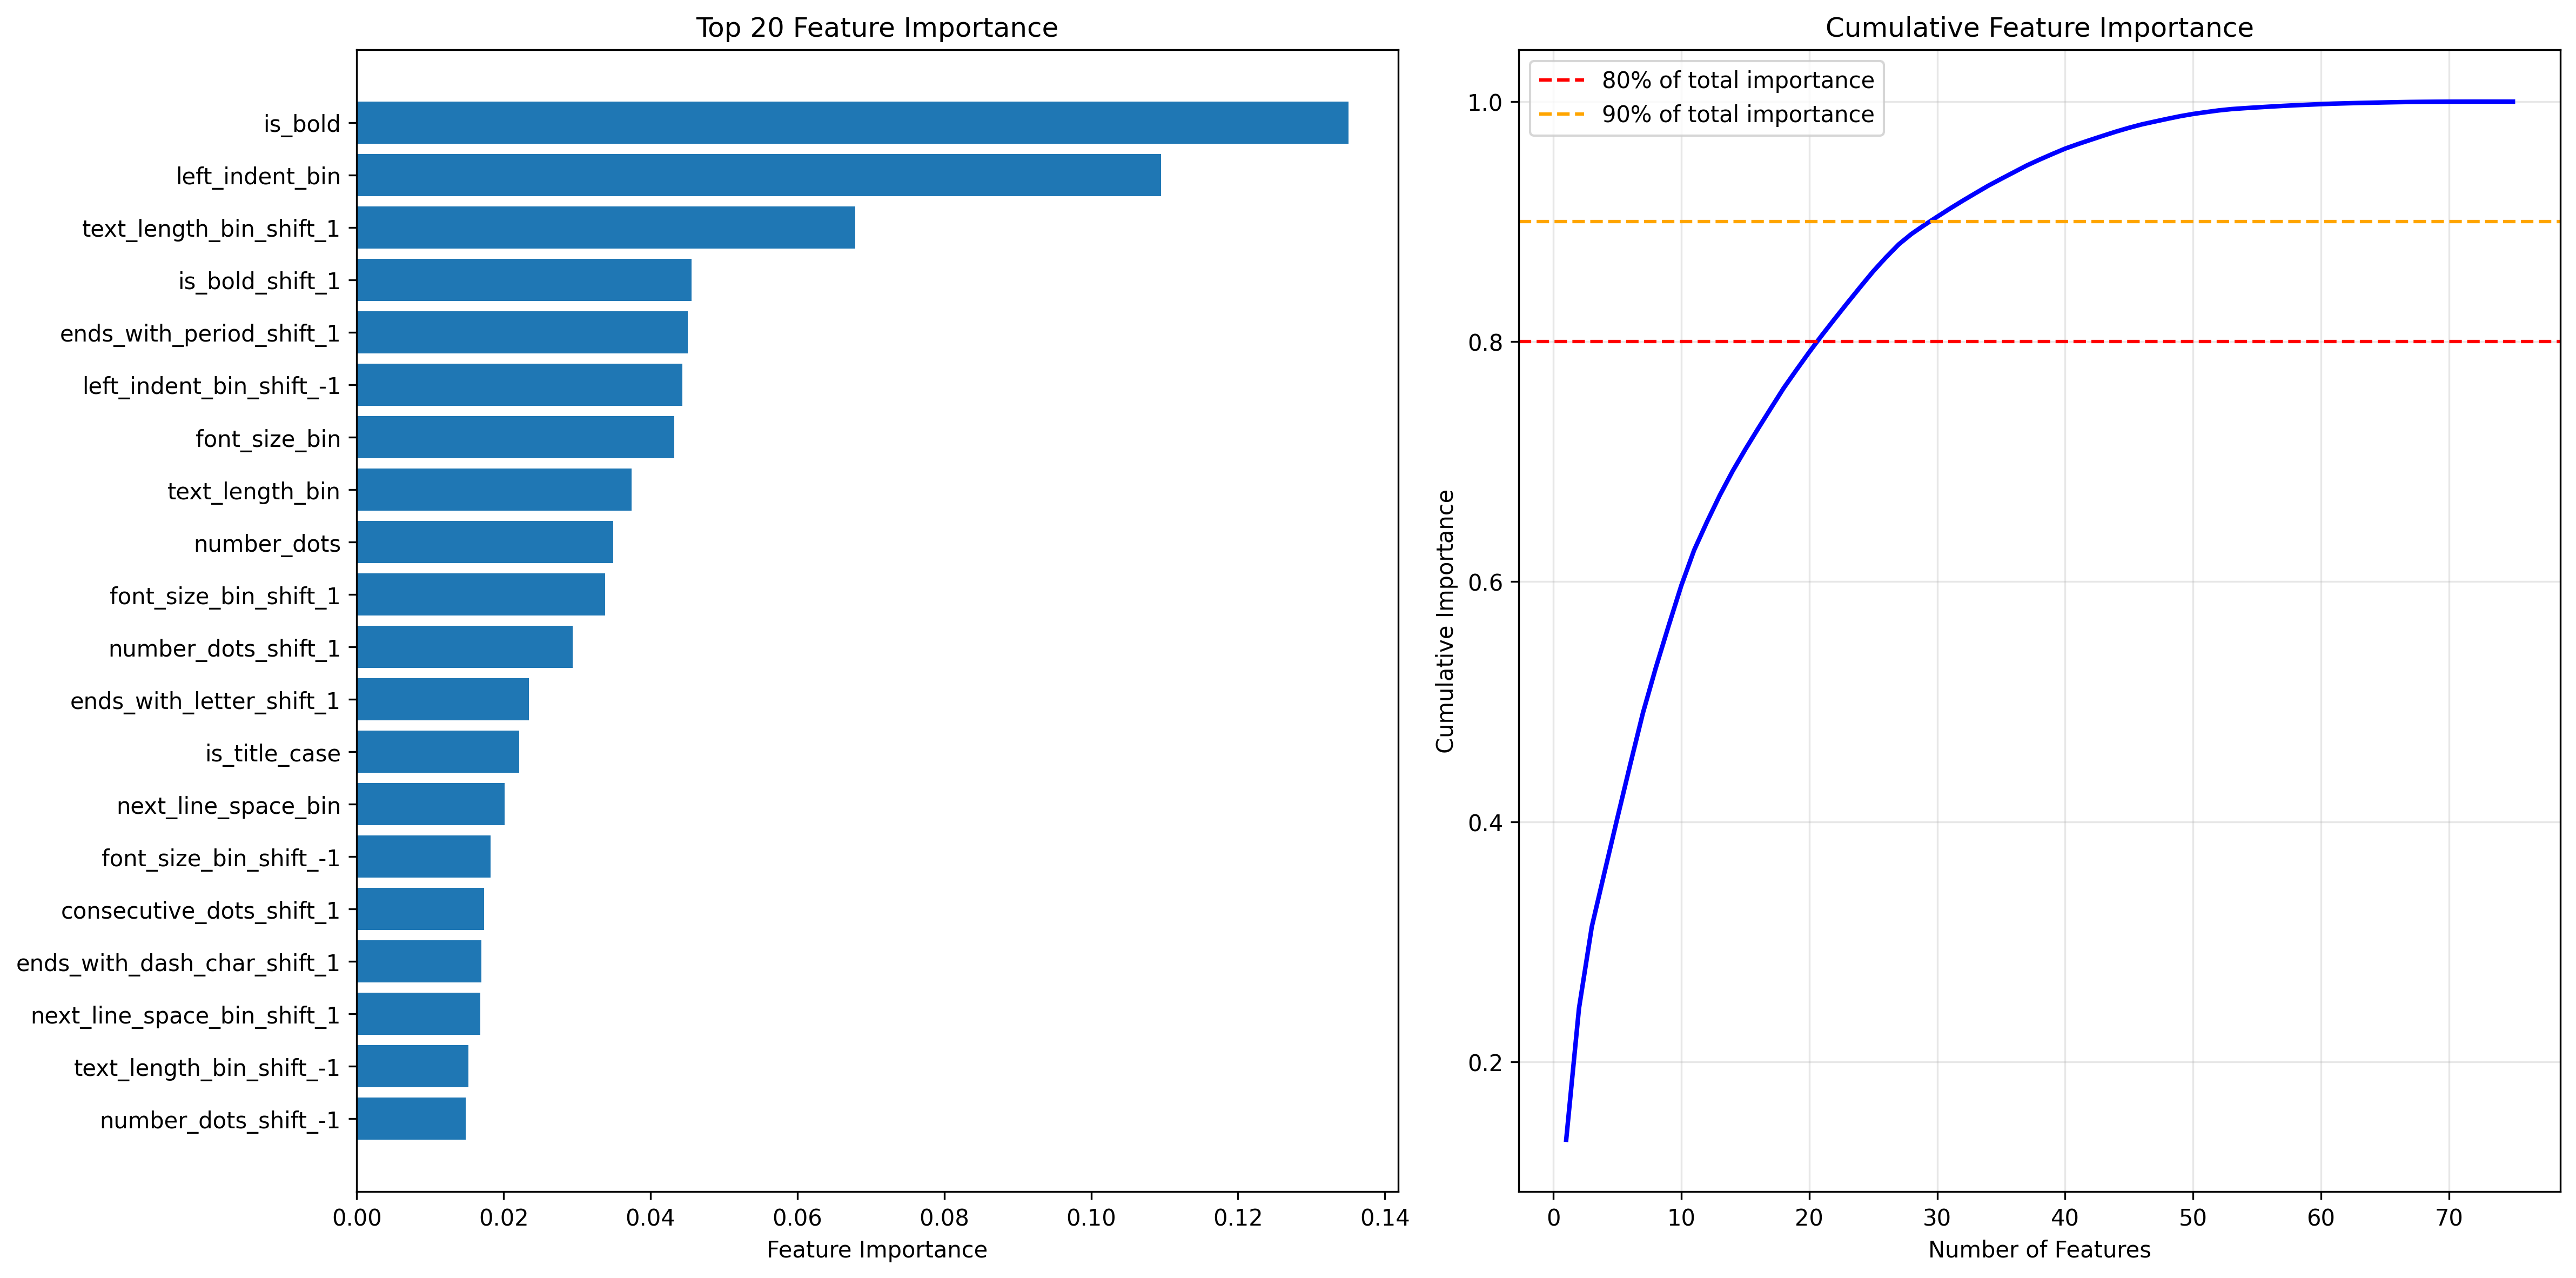 Top 20 Feature Importance
is_bold
left_indent_bin
text_length_bin_shift_1
is_bold_shift_1
ends_with_period_shift_1
left_indent_bin_shift_-1
font_size_bin
text_length_bin
number_dots
font_size_bin_shift_1
number_dots_shift_1
ends_with_letter_shift_1
is_title_case
next_line_space_bin
font_size_bin_shift_-1
consecutive_dots_shift_1
ends_with_dash_char_shift_1
next_line_space_bin_shift_1
text_length_bin_shift_-1
number_dots_shift_-1
0.00 0.02 0.04 0.06 0.08 0.10 0.12 0.14
Feature Importance
Cumulative Feature Importance
80% of total importance
90% of total importance
1.0
0.8
0.6
0.4
0.2
Cumulative Importance
0 10 20 30 40 50 60 70
Number of Features